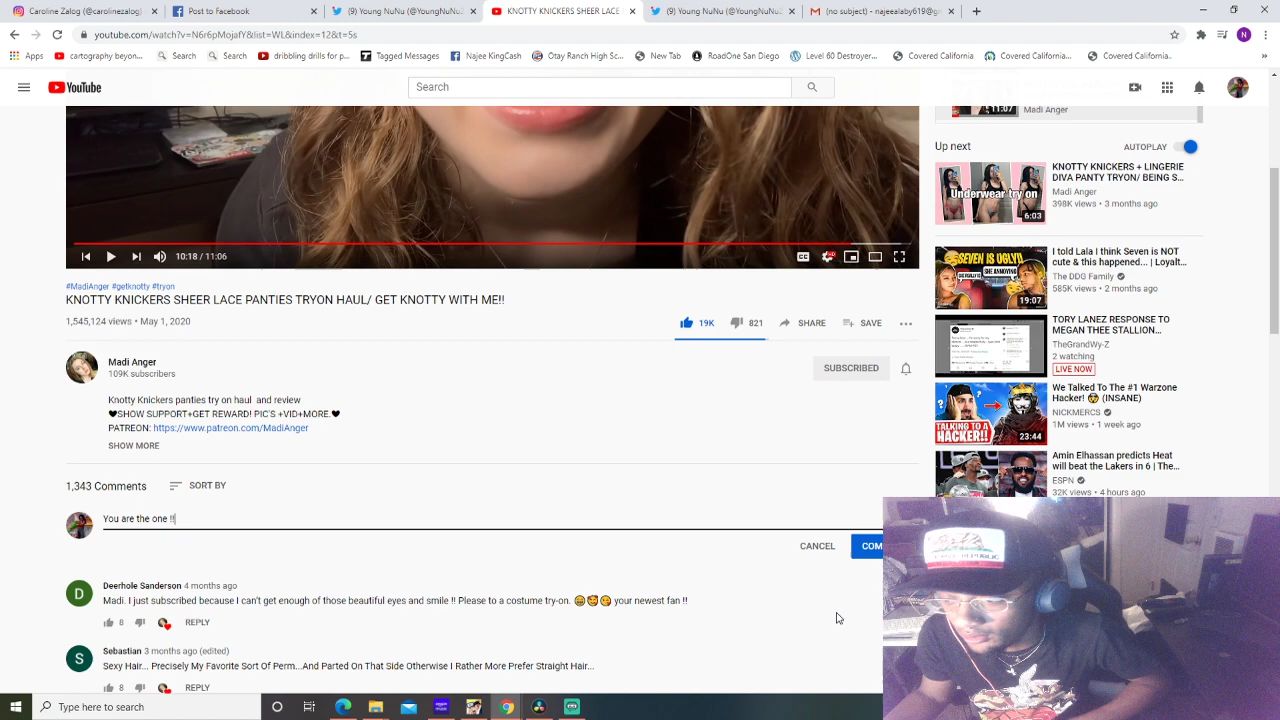 Facebook
(1) Twitter (@YoungNuNu
KNOTTY KNICKERS SHEER LACE
(1) Twitter (@YoungNuNu
(no subject) - najeeaby619@g
youtube.com/watch?v=N6r6pMojafY&list=WL&index=12&t=5s
N
Apps
cartography beyon...
Search
Search
dribbling drills for p...
Tagged Messages
Najee KingCash
Otay Ranch High Sc...
New Tab
RoadOne San Diego
Level 60 Destroyer...
Covered California
Covered California.
Covered California.
YouTube
Search
11:07
Madi Anger
Up next
AUTOPLAY
KNOTTY KNICKERS + LINGERIE
DIVA PANTY TRYON/ BEING S...
Madi Anger
398K views • 3 months ago
Underwear try on
6:03
I told Lala I think Seven is NOT
cute & this happened... | Loyalt...
The DDG Family
585K views • 2 months ago
SEVEN IS UGLY!!
SHE ANNOYING
19:07
TORY LANEZ RESPONSE TO
MEGAN THEE STALLION...
TheGrandWy-Z
2 watching
LIVE NOW
We Talked To The #1 Warzone
Hacker! 😳 (INSANE)
NICKMERCS
1M views • 1 week ago
TALKING TO A
HACKER!!
23:44
Amin Elhassan predicts Heat
will beat the Lakers in 6 | The...
ESPN
32K views • 4 hours ago
10:18 / 11:06
CC
HD
#MadiAnger #getknotty #tryon
KNOTTY KNICKERS SHEER LACE PANTIES TRYON HAUL/ GET KNOTTY WITH ME!!
1,545,124 views • May 1, 2020
19K
821
SHARE
SAVE
Madi Anger
109K subscribers
SUBSCRIBED
Knotty Knickers panties try on haul and review
♥SHOW SUPPORT+GET REWARD! PIC'S +VID+MORE.♥
PATREON: https://www.patreon.com/MadiAnger
SHOW MORE
1,343 Comments
SORT BY
You are the one !!
CANCEL
COM
D
Deerhole Sanderson 4 months ago
Madi. I just subscribed because I can't get enough of those beautiful eyes and smile !! Please to a costume try-on. 😄🥰😍 your newest fan !!
8
REPLY
S
Sebastian 3 months ago (edited)
Sexy Hair... Precisely My Favorite Sort Of Perm...And Parted On That Side Otherwise I Rather More Prefer Straight Hair...
8
REPLY
Type here to search